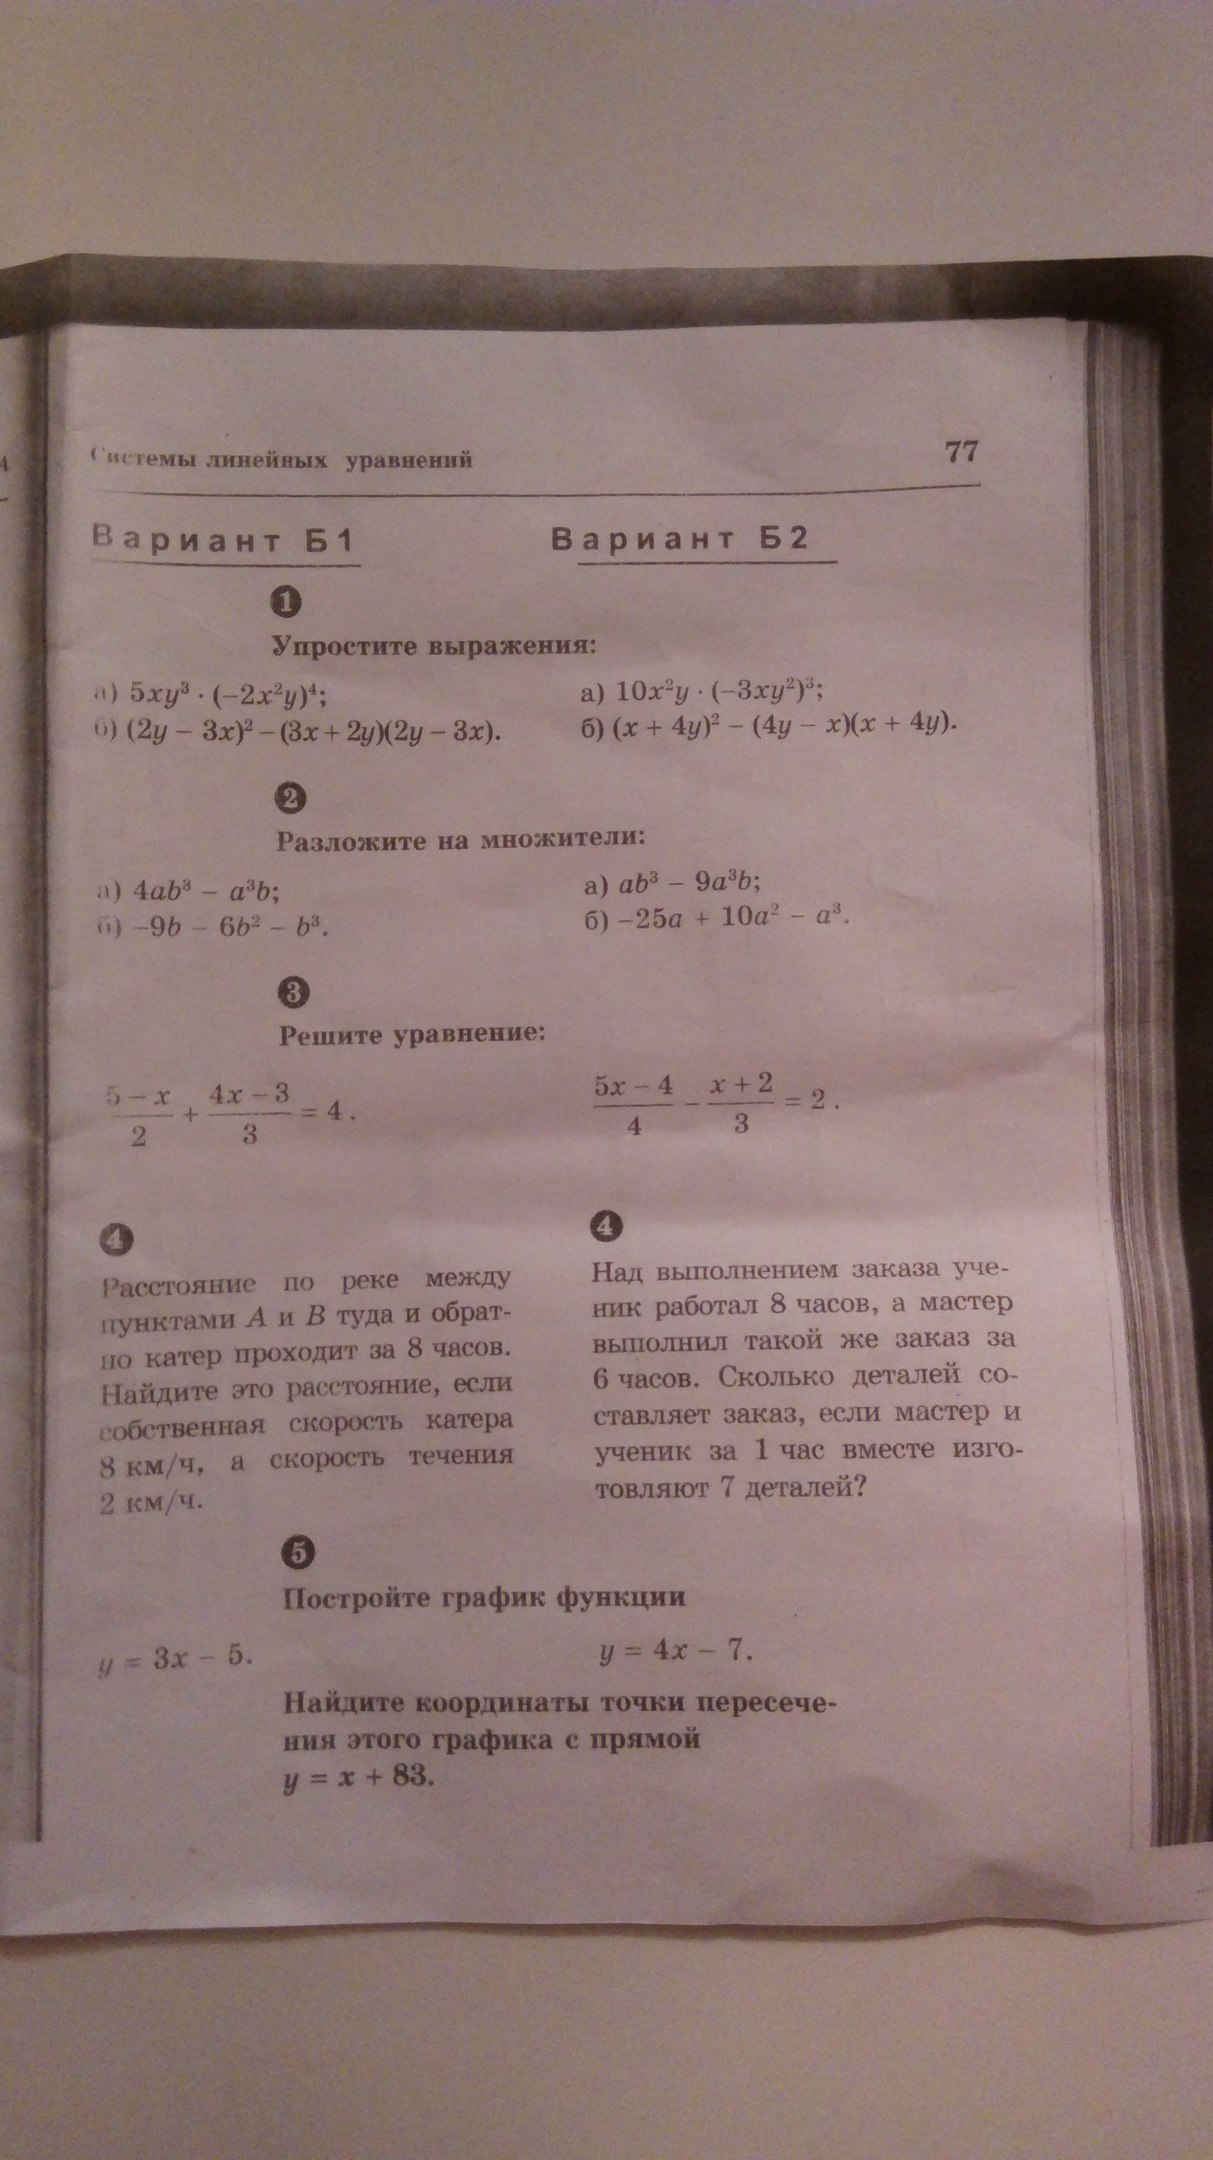 Системы линейных уравнений 77
Вариант Б1
Вариант Б2
1
Упростите выражения:
а) 5xy³ · (−2x²y)⁴;
б) (2y − 3x)² − (3x + 2y)(2y − 3x).
а) 10x²y · (−3xy²)³;
б) (x + 4y)² − (4y − x)(x + 4y).
2
Разложите на множители:
а) 4ab³ − a³b;
б) −9b − 6b² − b³.
а) ab³ − 9a³b;
б) −25a + 10a² − a³.
3
Решите уравнение:
(5 − x)/2 + (4x − 3)/3 = 4.
(5x − 4)/4 − (x + 2)/3 = 2.
4
Расстояние по реке между
пунктами A и B туда и обрат-
но катер проходит за 8 часов.
Найдите это расстояние, если
собственная скорость катера
8 км/ч, а скорость течения
2 км/ч.
4
Над выполнением заказа уче-
ник работал 8 часов, а мастер
выполнил такой же заказ за
6 часов. Сколько деталей со-
ставляет заказ, если мастер и
ученик за 1 час вместе изго-
товляют 7 деталей?
5
Постройте график функции
y = 3x − 5.
y = 4x − 7.
Найдите координаты точки пересече-
ния этого графика с прямой
y = x + 83.